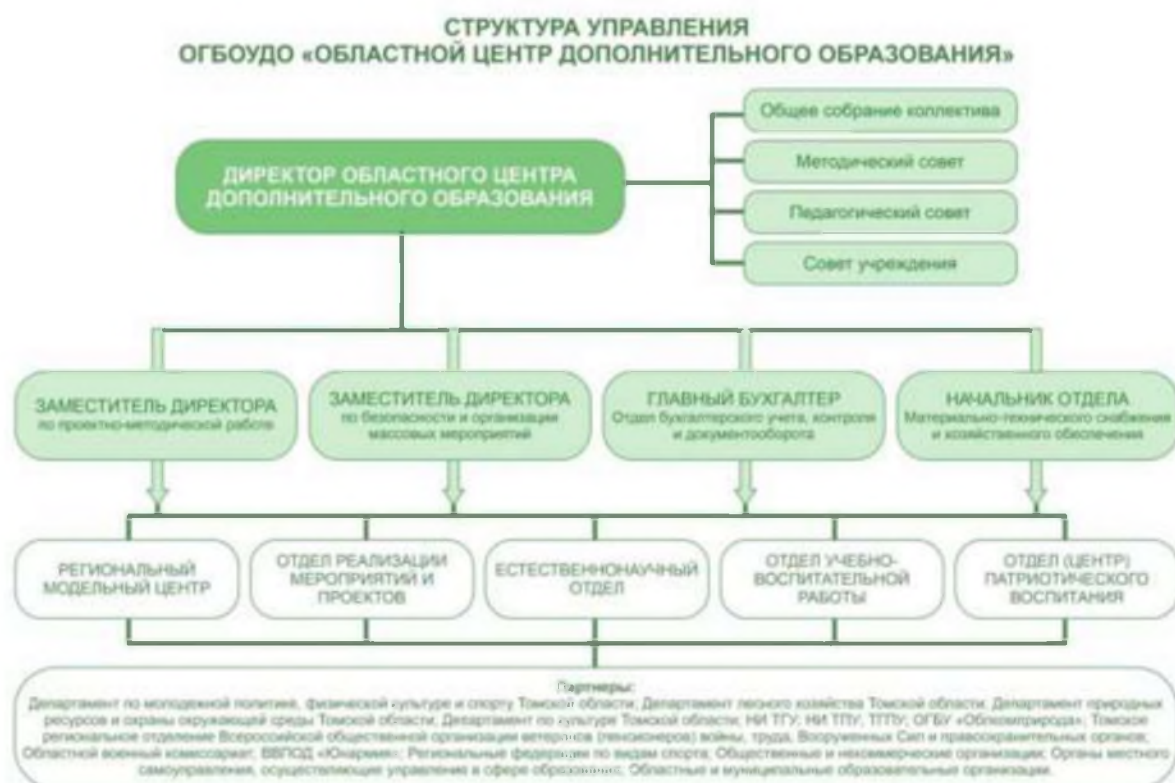 СТРУКТУРА УПРАВЛЕНИЯ
ОГБОУДО «ОБЛАСТНОЙ ЦЕНТР ДОПОЛНИТЕЛЬНОГО ОБРАЗОВАНИЯ»
ДИРЕКТОР ОБЛАСТНОГО ЦЕНТРА
ДОПОЛНИТЕЛЬНОГО ОБРАЗОВАНИЯ
Общее собрание коллектива
Методический совет
Педагогический совет
Совет учреждения
ЗАМЕСТИТЕЛЬ ДИРЕКТОРА
по проектно-методической работе
ЗАМЕСТИТЕЛЬ ДИРЕКТОРА
по безопасности и организации
массовых мероприятий
ГЛАВНЫЙ БУХГАЛТЕР
Отдел бухгалтерского учета, контроля
и документооборота
НАЧАЛЬНИК ОТДЕЛА
Материально-технического снабжения
и хозяйственного обеспечения
РЕГИОНАЛЬНЫЙ
МОДЕЛЬНЫЙ ЦЕНТР
ОТДЕЛ РЕАЛИЗАЦИИ
МЕРОПРИЯТИЙ И
ПРОЕКТОВ
ЕСТЕСТВЕННОНАУЧНЫЙ
ОТДЕЛ
ОТДЕЛ УЧЕБНО-
ВОСПИТАТЕЛЬНОЙ
РАБОТЫ
ОТДЕЛ (ЦЕНТР)
ПАТРИОТИЧЕСКОГО
ВОСПИТАНИЯ
Партнеры:
Департамент по молодежной политике, физической культуре и спорту Томской области; Департамент лесного хозяйства Томской области; Департамент природных
ресурсов и охраны окружающей среды Томской области; Департамент по культуре Томской области; НИ ТГУ; НИ ТПУ; ТГПУ; ОГБУ «Облкомприрода»; Томское
региональное отделение Всероссийской общественной организации ветеранов (пенсионеров) войны, труда, Вооруженных Сил и правоохранительных органов;
Областной военный комиссариат; ВВПОД «Юнармия»; Региональные федерации по видам спорта; Общественные и некоммерческие организации; Органы местного
самоуправления, осуществляющие управления в сфере образования; Областные и муниципальные образовательные организации